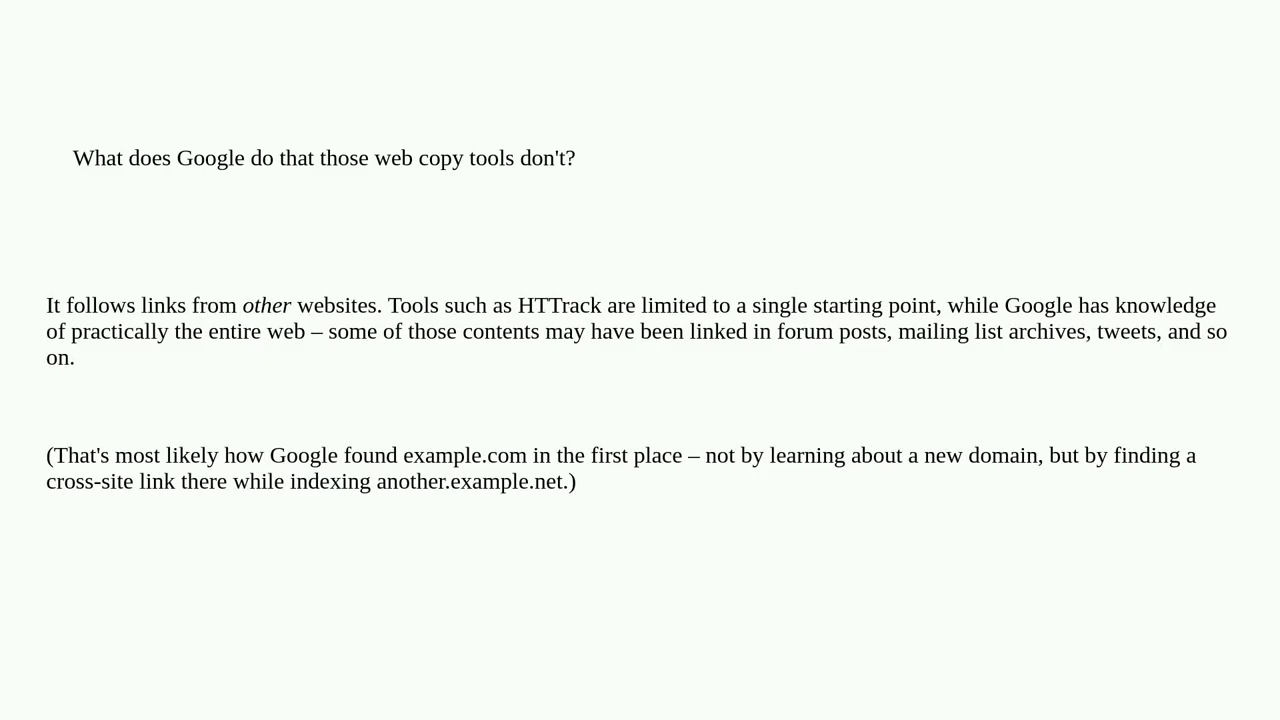 What does Google do that those web copy tools don't?
It follows links from other websites. Tools such as HTTrack are limited to a single starting point, while Google has knowledge
of practically the entire web – some of those contents may have been linked in forum posts, mailing list archives, tweets, and so
on.
(That's most likely how Google found example.com in the first place – not by learning about a new domain, but by finding a
cross-site link there while indexing another.example.net.)